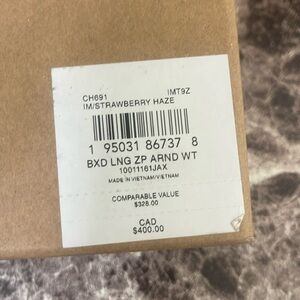 CH691 IMT9Z
IM/STRAWBERRY HAZE
1 95031 86737 8
BXD LNG ZP ARND WT
10011161JAX
MADE IN VIETNAM/VIETNAM
COMPARABLE VALUE
$328.00
CAD
$400.00